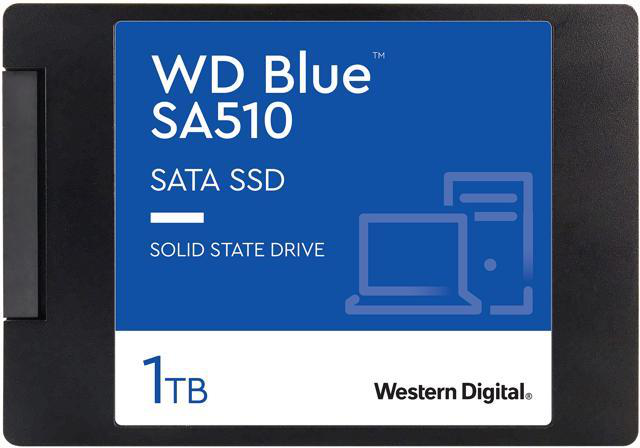 WD Blue™
SA510
SATA SSD
SOLID STATE DRIVE
1TB
Western Digital®